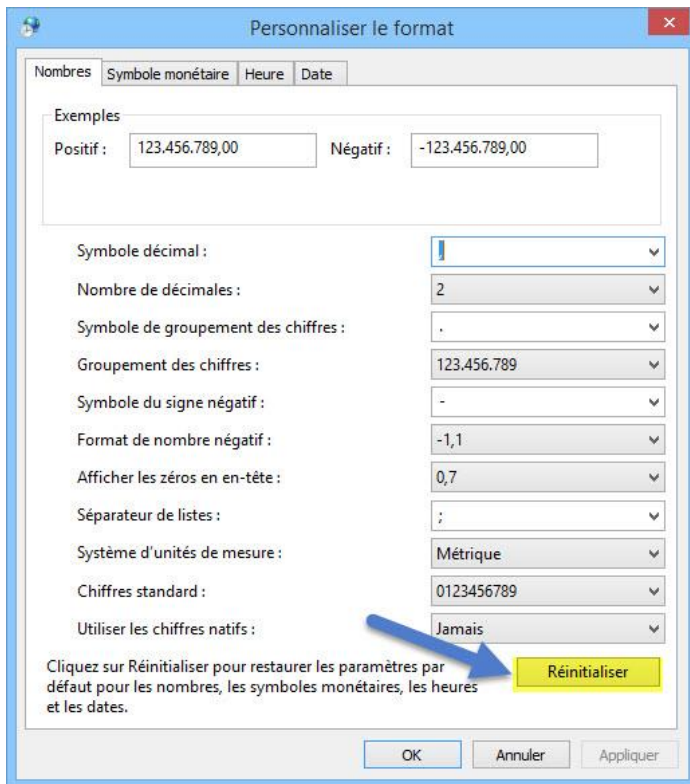 Personnaliser le format
Nombres Symbole monétaire Heure Date
Exemples
Positif : 123.456.789,00 Négatif : -123.456.789,00
Symbole décimal : ,
Nombre de décimales : 2
Symbole de groupement des chiffres : .
Groupement des chiffres : 123.456.789
Symbole du signe négatif : -
Format de nombre négatif : -1,1
Afficher les zéros en en-tête : 0,7
Séparateur de listes : ;
Système d'unités de mesure : Métrique
Chiffres standard : 0123456789
Utiliser les chiffres natifs : Jamais
Cliquez sur Réinitialiser pour restaurer les paramètres par
défaut pour les nombres, les symboles monétaires, les heures
et les dates.
Réinitialiser
OK Annuler Appliquer